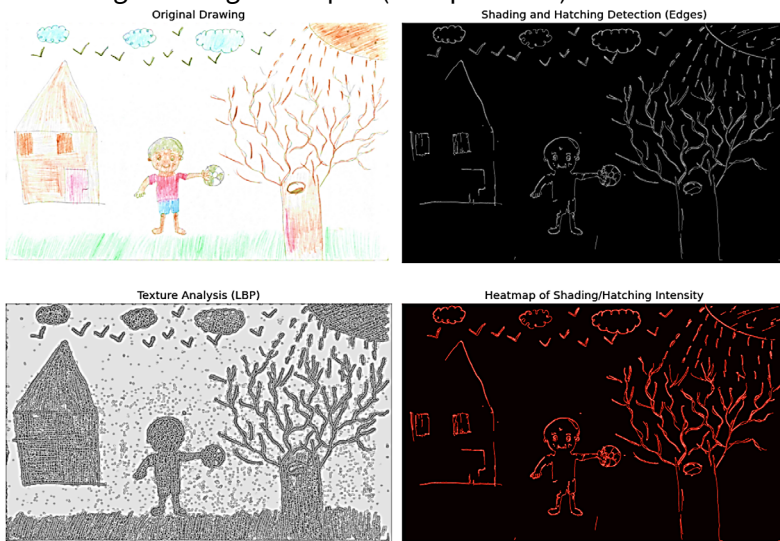 Original Drawing
Shading and Hatching Detection (Edges)
Texture Analysis (LBP)
Heatmap of Shading/Hatching Intensity